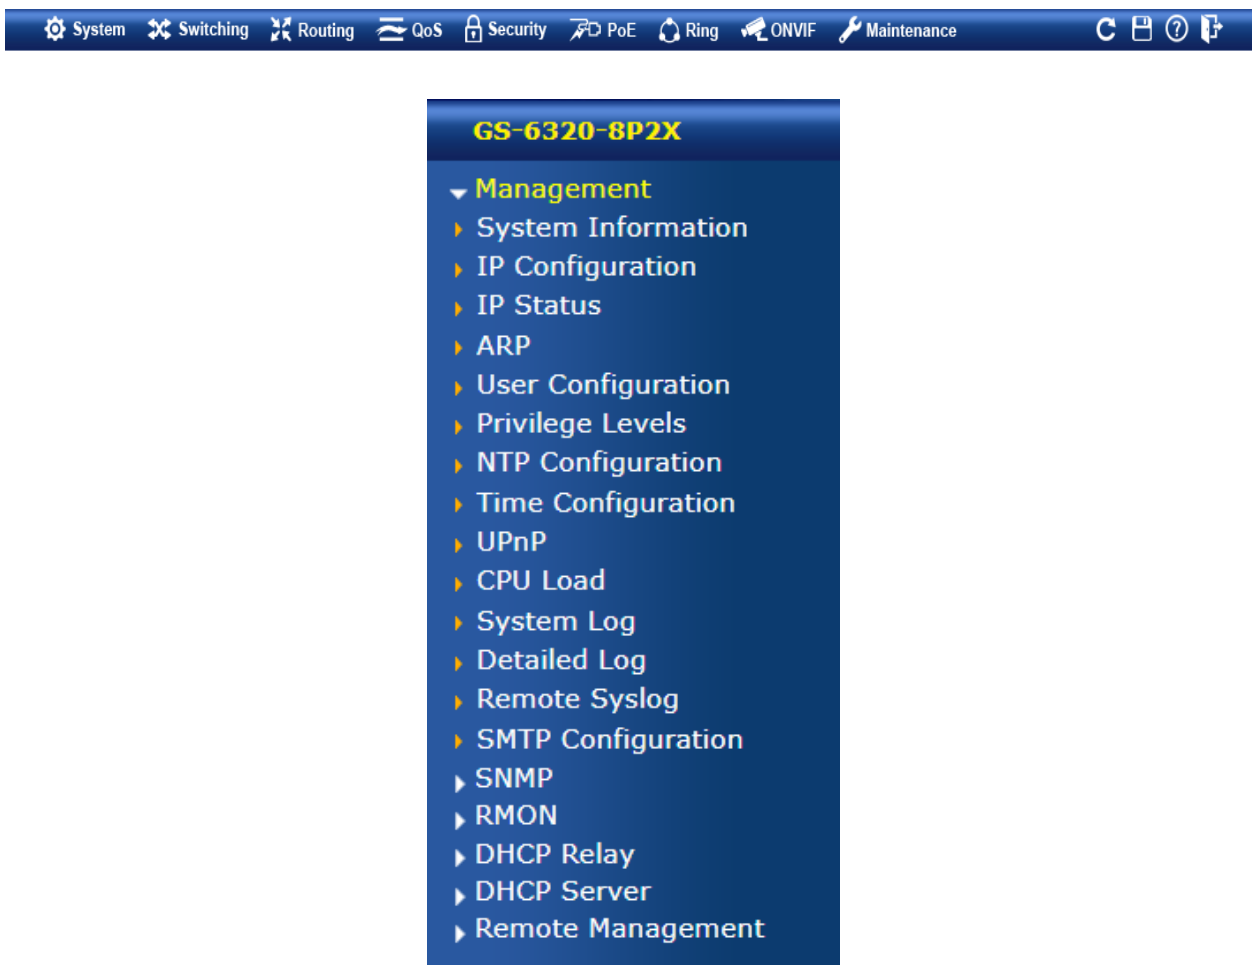 System Switching Routing QoS Security PoE Ring ONVIF Maintenance
GS-6320-8P2X
Management
System Information
IP Configuration
IP Status
ARP
User Configuration
Privilege Levels
NTP Configuration
Time Configuration
UPnP
CPU Load
System Log
Detailed Log
Remote Syslog
SMTP Configuration
SNMP
RMON
DHCP Relay
DHCP Server
Remote Management